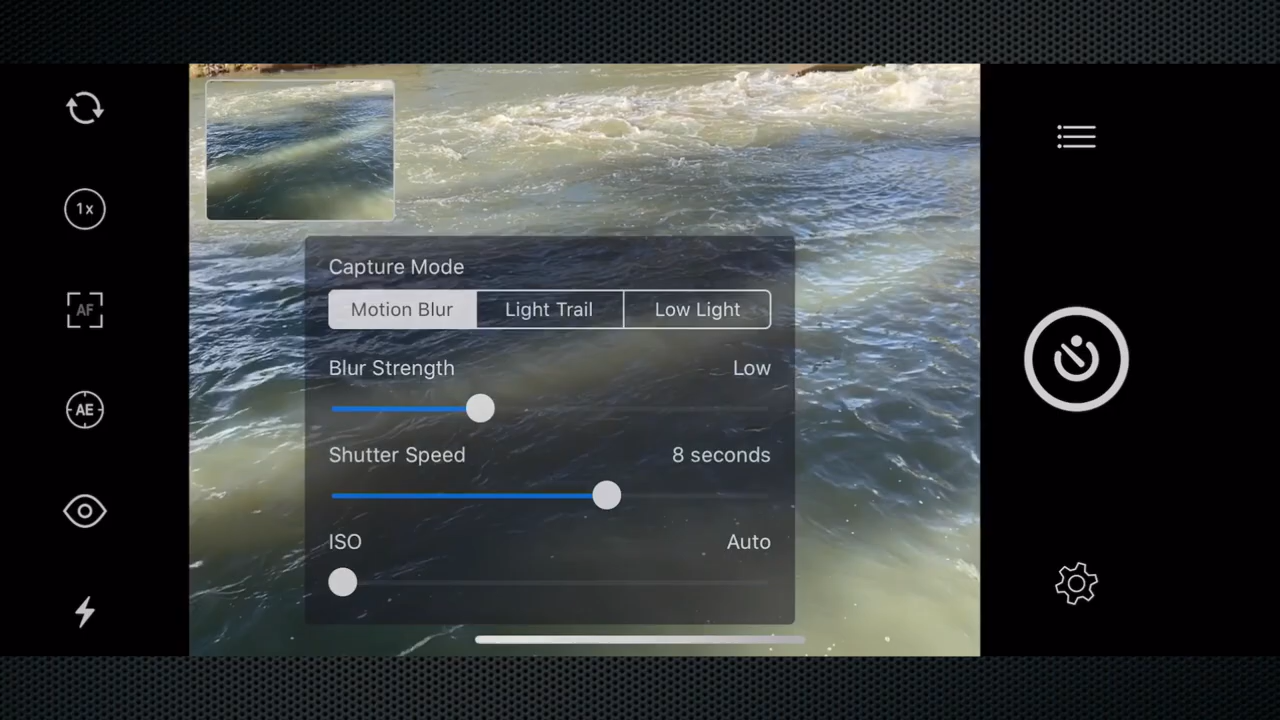 1x
AF
AE
Capture Mode
Motion Blur Light Trail Low Light
Blur Strength Low
Shutter Speed 8 seconds
ISO Auto